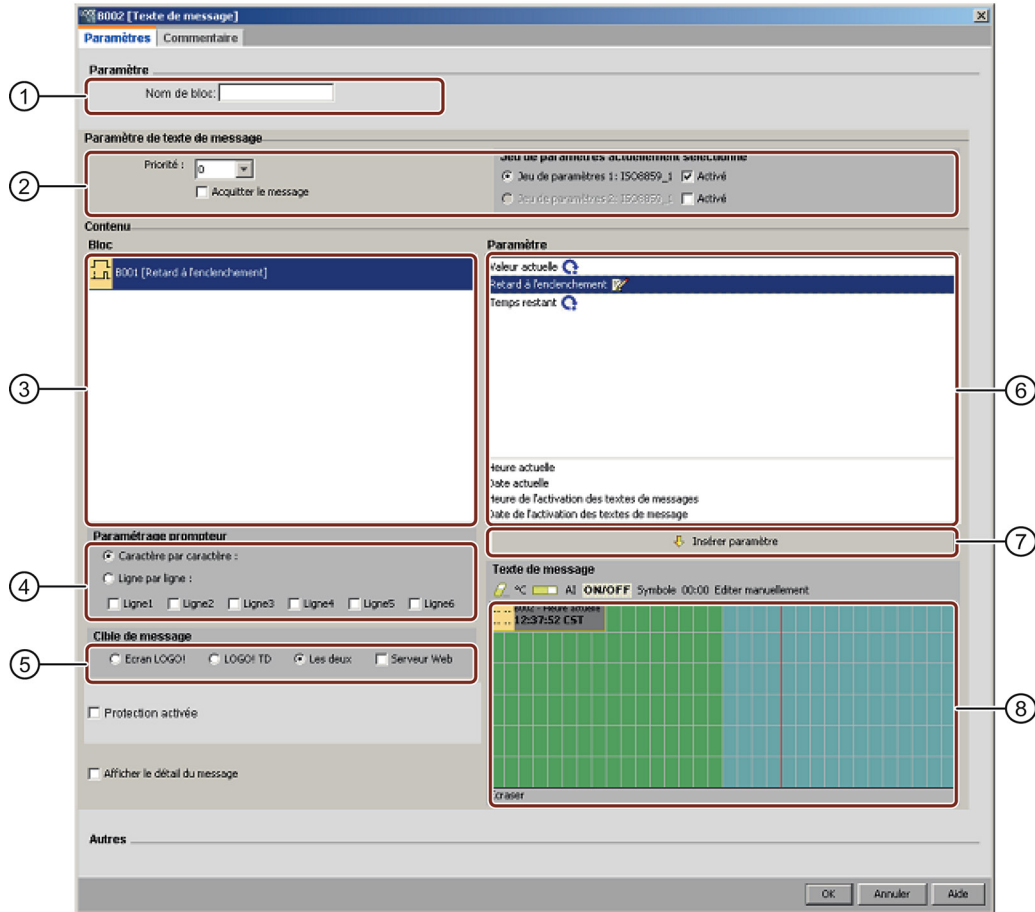 B002 [Texte de message]
Paramètres Commentaire
Paramètre
1 Nom de bloc:
Paramètre de texte de message
Jeu de paramètres actuellement sélectionné
Priorité : 0
Jeu de paramètres 1: ISO8859_1 Activé
2
Acquitter le message
Jeu de paramètres 2: ISO8859_1 Activé
Contenu
Bloc
B001 [Retard à l'enclenchement]
3
Paramètre
Valeur actuelle
Retard à l'enclenchement
Temps restant
6
Heure actuelle
Date actuelle
Heure de l'activation des textes de messages
Date de l'activation des textes de message
Insérer paramètre 7
Paramétrage prompteur
Caractère par caractère :
4 Ligne par ligne :
Ligne1 Ligne2 Ligne3 Ligne4 Ligne5 Ligne6
Cible de message
5 Ecran LOGO! LOGO! TD Les deux Serveur Web
Protection activée
Afficher le détail du message
Texte de message
°C AI ON/OFF Symbole 00:00 Editer manuellement
B002 - Heure actuelle
12:37:52 CST
8
Ecraser
Autres
OK Annuler Aide